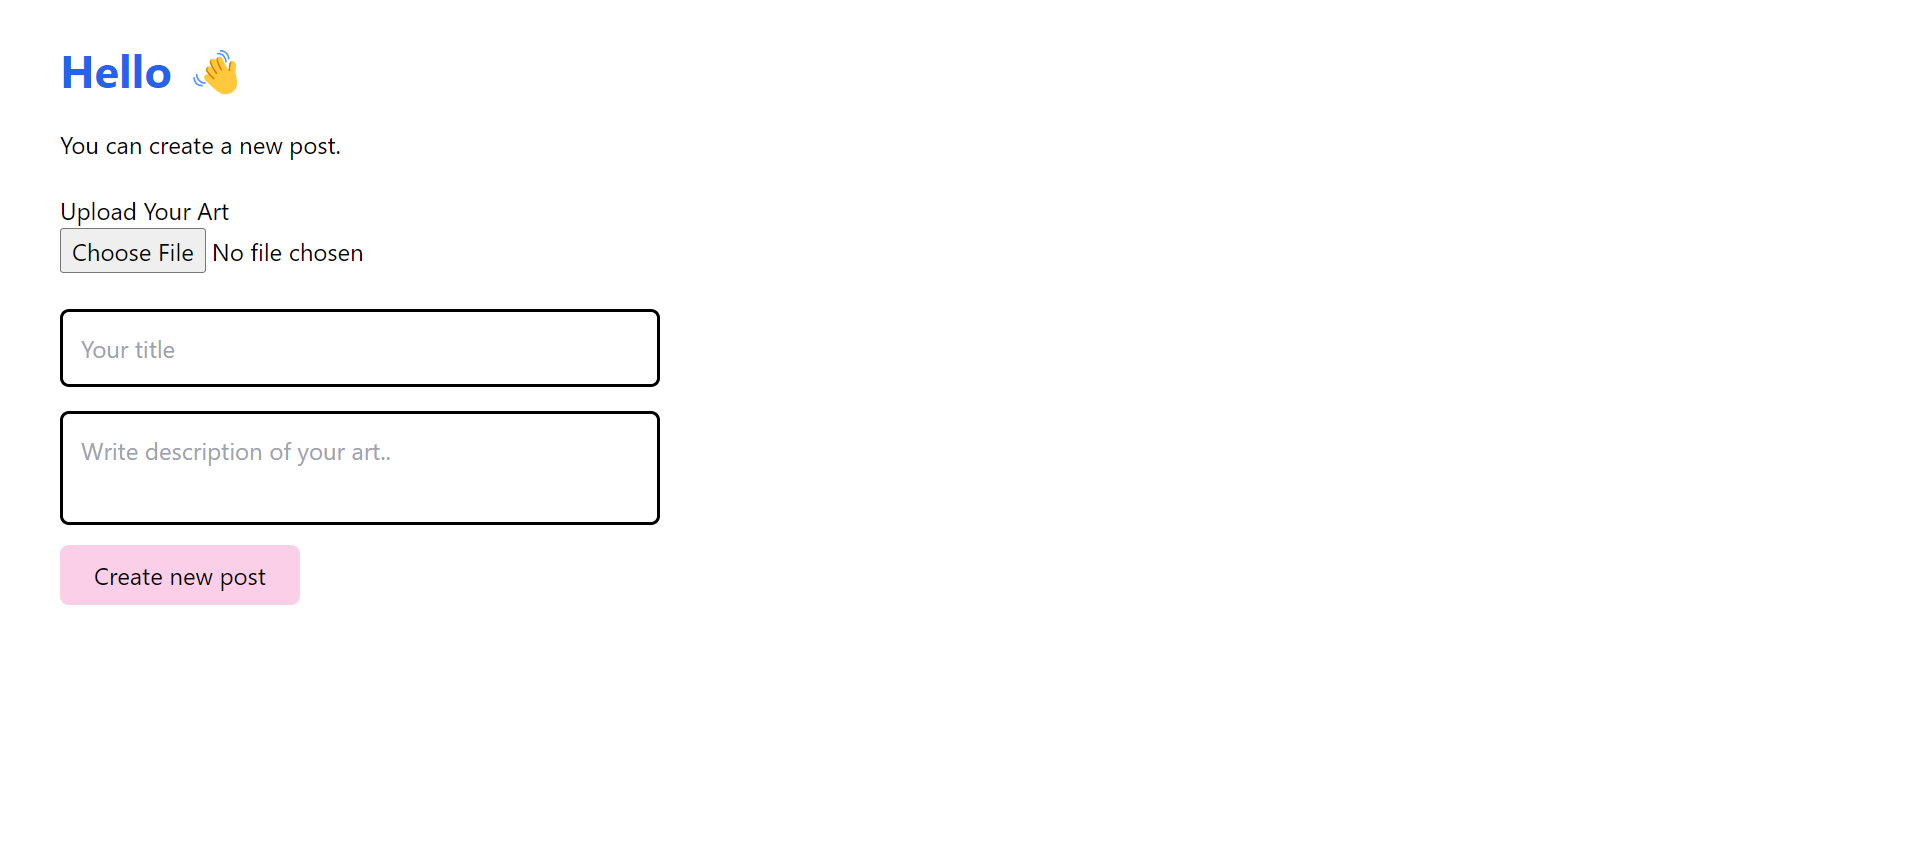 Hello 👋
You can create a new post.
Upload Your Art
Choose File No file chosen
Your title
Write description of your art..
Create new post